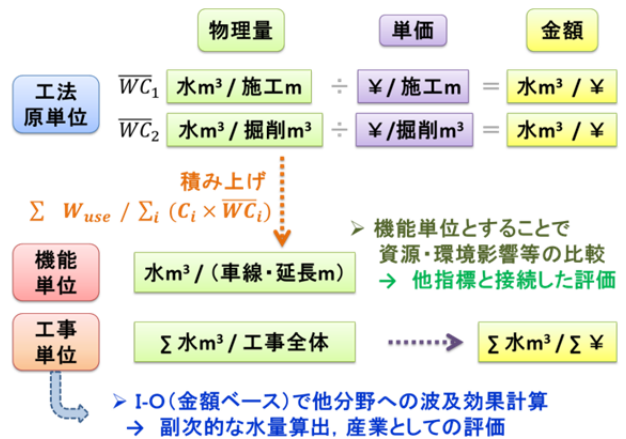 物理量 単価 金額
工法原単位 W̅C̅₁ 水m³ / 施工m ÷ ¥ / 施工m = 水m³ / ¥
W̅C̅₂ 水m³ / 掘削m³ ÷ ¥ / 掘削m³ = 水m³ / ¥
積み上げ
Σ W_use / Σ_i (C_i × W̅C̅_i)
➢ 機能単位とすることで
資源・環境影響等の比較
→ 他指標と接続した評価
機能
単位
水m³ / (車線・延長m)
工事
単位
∑ 水m³ / 工事全体 ∑ 水m³ / ∑ ¥
➢ I-O(金額ベース)で他分野への波及効果計算
→ 副次的な水量算出, 産業としての評価